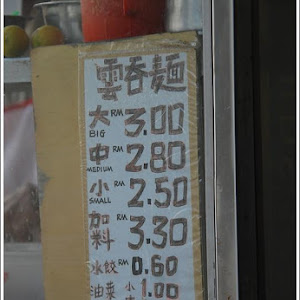 雲吞麵
大 RM 3.00
BIG
中 RM 2.80
MEDIUM
小 RM 2.50
SMALL
加料 RM 3.30
水餃 RM 0.60
油菜 小 1.00